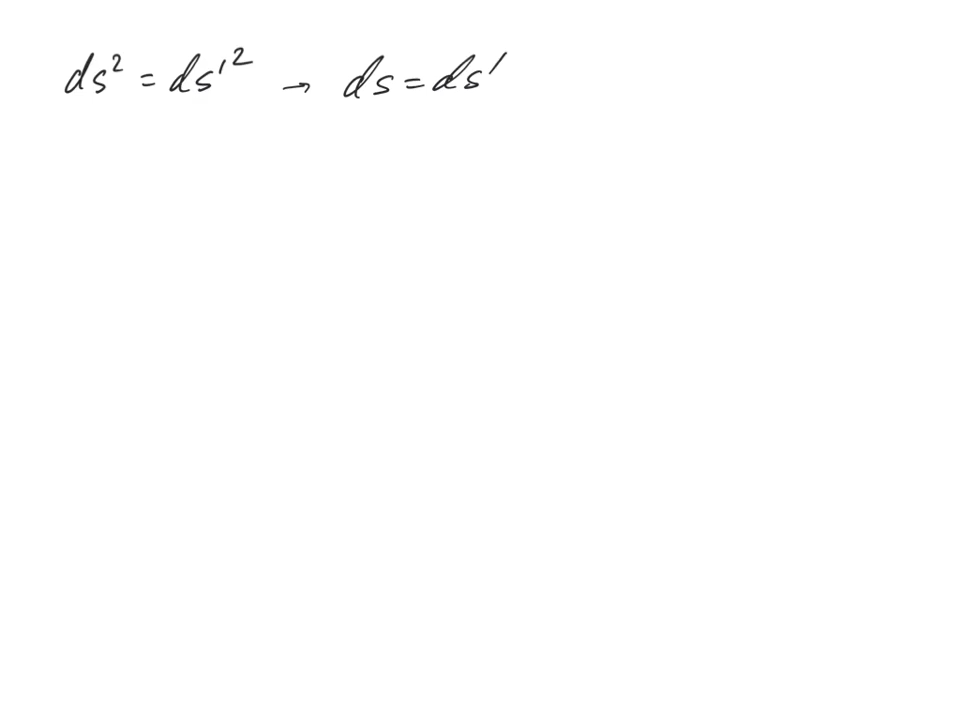 ds² = ds'² → ds = ds'